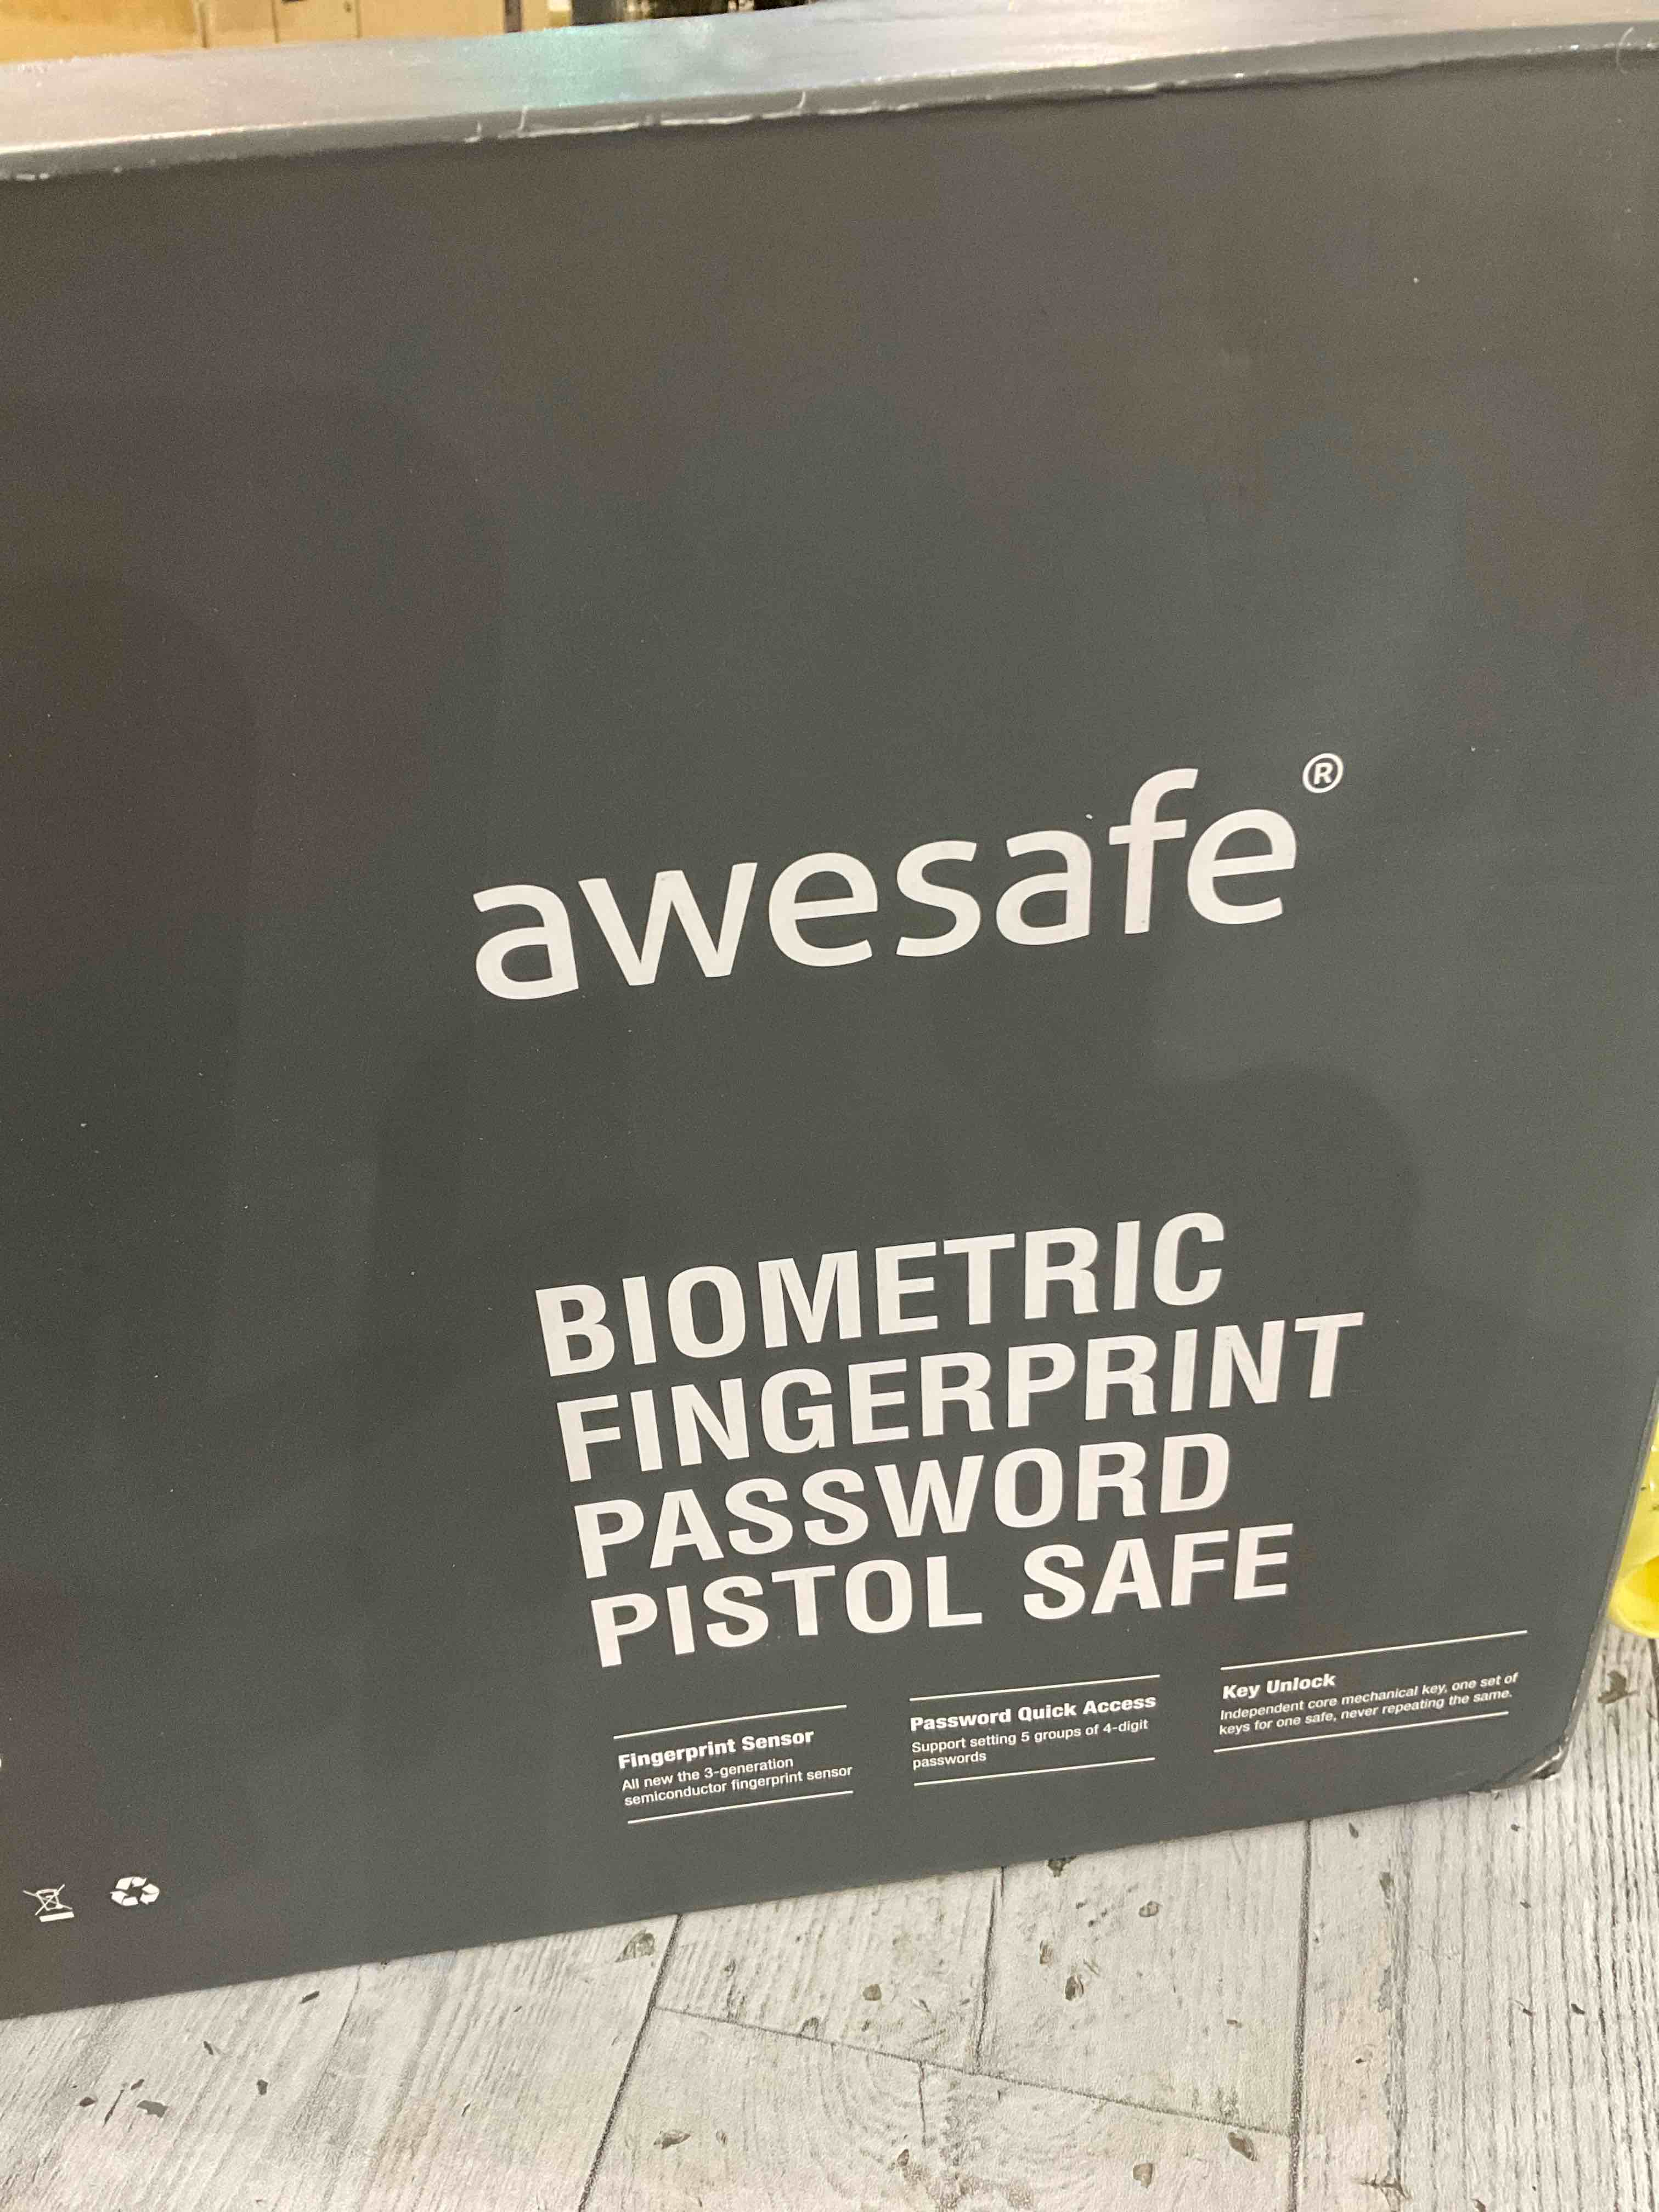 awesafe®
BIOMETRIC
FINGERPRINT
PASSWORD
PISTOL SAFE
Fingerprint Sensor
All new the 3-generation
semiconductor fingerprint sensor
Password Quick Access
Support setting 5 groups of 4-digit
passwords
Key Unlock
Independent core mechanical key, one set of
keys for one safe, never repeating the same.